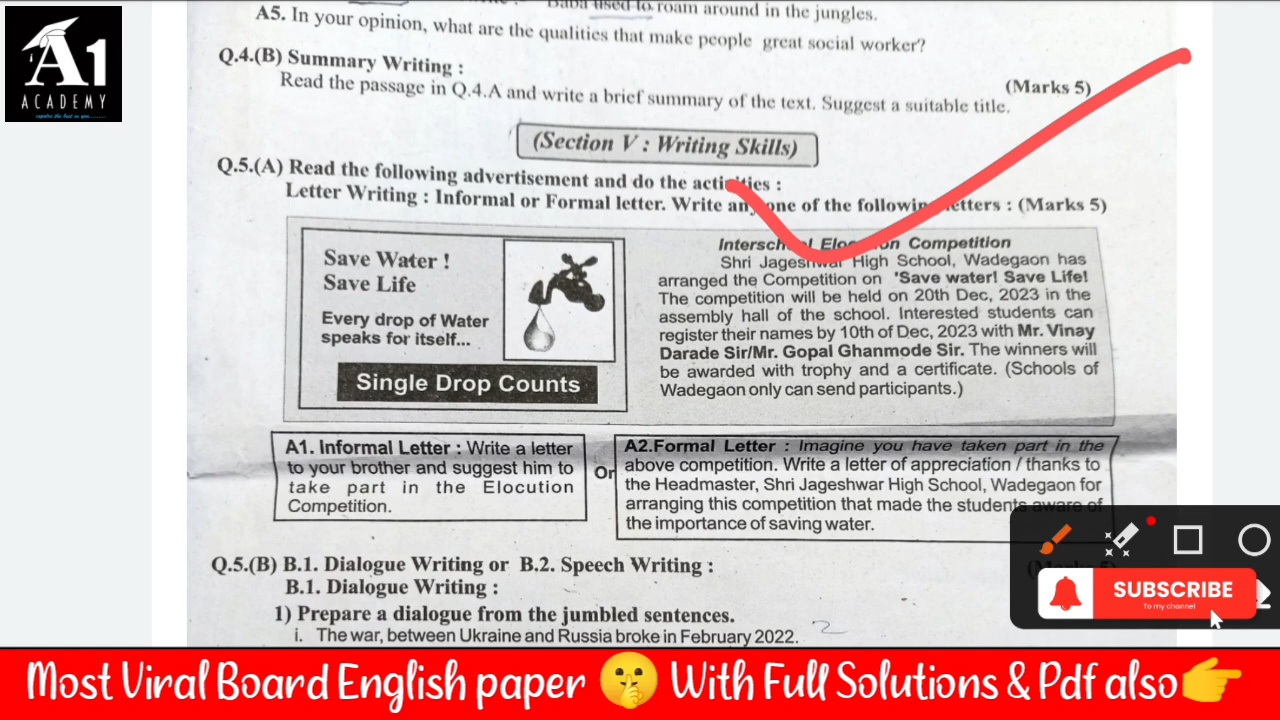 A1
ACADEMY
Baba used to roam around in the jungles.
A5. In your opinion, what are the qualities that make people great social worker?
Q.4.(B) Summary Writing :
(Marks 5)
Read the passage in Q.4.A and write a brief summary of the text. Suggest a suitable title.
(Section V : Writing Skills)
Q.5.(A) Read the following advertisement and do the activities :
Letter Writing : Informal or Formal letter. Write any one of the following letters : (Marks 5)
Save Water !
Save Life
Every drop of Water
speaks for itself...
Single Drop Counts
Interschool Elocution Competition
Shri Jageshwar High School, Wadegaon has
arranged the Competition on 'Save water! Save Life!
The competition will be held on 20th Dec, 2023 in the
assembly hall of the school. Interested students can
register their names by 10th of Dec, 2023 with Mr. Vinay
Darade Sir/Mr. Gopal Ghanmode Sir. The winners will
be awarded with trophy and a certificate. (Schools of
Wadegaon only can send participants.)
A1. Informal Letter : Write a letter
to your brother and suggest him to
take part in the Elocution
Competition.
Or
A2.Formal Letter : Imagine you have taken part in the
above competition. Write a letter of appreciation / thanks to
the Headmaster, Shri Jageshwar High School, Wadegaon for
arranging this competition that made the students aware of
the importance of saving water.
Q.5.(B) B.1. Dialogue Writing or B.2. Speech Writing :
B.1. Dialogue Writing :
1) Prepare a dialogue from the jumbled sentences.
i. The war, between Ukraine and Russia broke in February 2022. 2
SUBSCRIBE
To my channel
Most Viral Board English paper 🤫 With Full Solutions & Pdf also👉